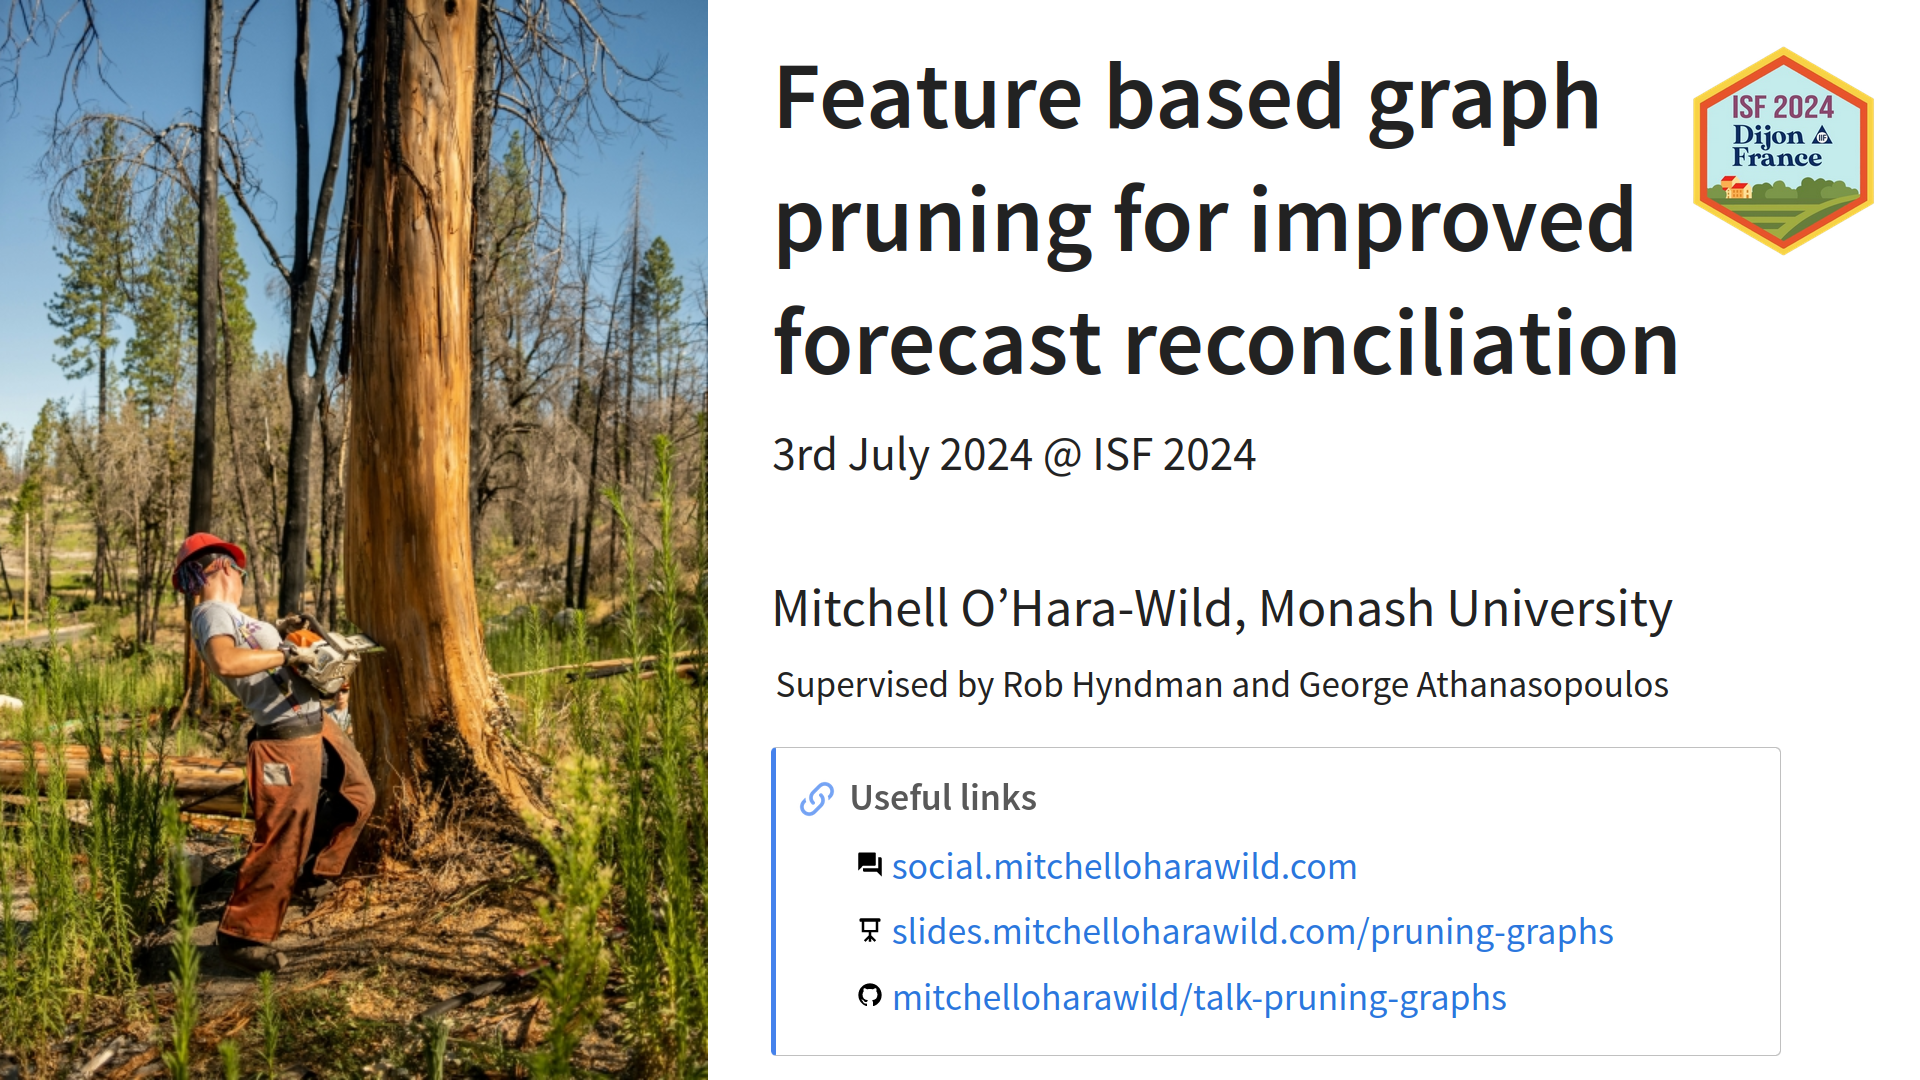 Feature based graph
pruning for improved
forecast reconciliation
ISF 2024
Dijon
IIF
France
3rd July 2024 @ ISF 2024
Mitchell O’Hara-Wild, Monash University
Supervised by Rob Hyndman and George Athanasopoulos
Useful links
social.mitchelloharawild.com
slides.mitchelloharawild.com/pruning-graphs
mitchelloharawild/talk-pruning-graphs